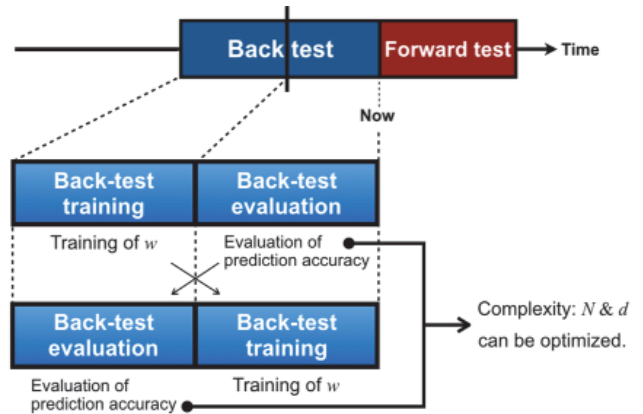 Back test
Forward test
Time
Now
Back-test
training
Back-test
evaluation
Training of w
Evaluation of
prediction accuracy
Back-test
evaluation
Back-test
training
Complexity: N & d
can be optimized.
Evaluation of
prediction accuracy
Training of w